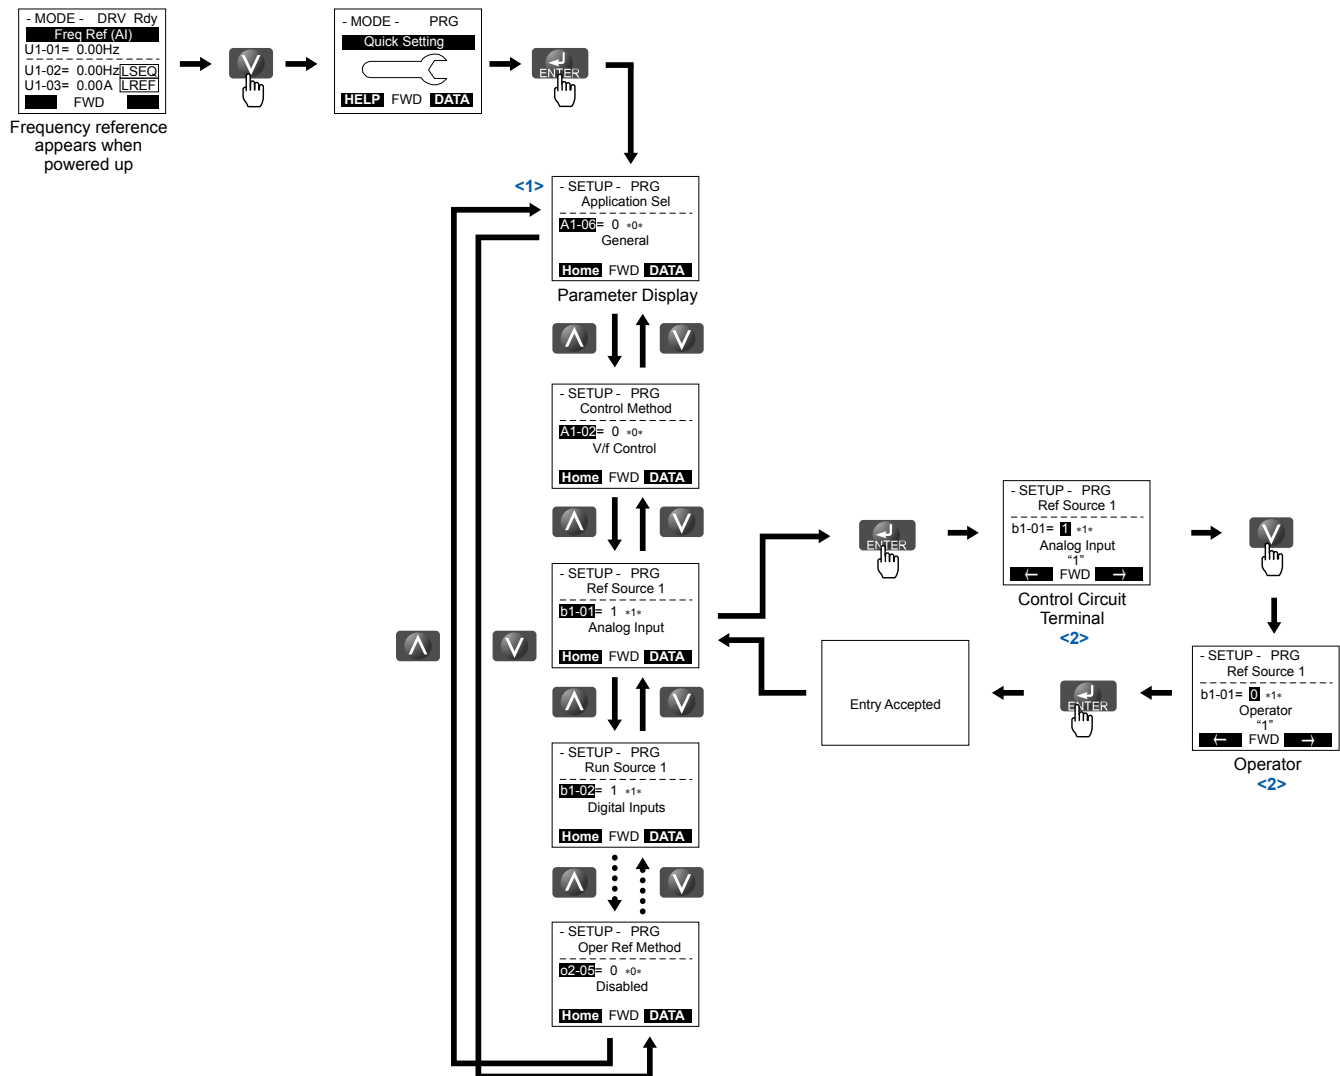 - MODE - DRV Rdy
Freq Ref (AI)
U1-01= 0.00Hz
U1-02= 0.00Hz LSEQ
U1-03= 0.00A LREF
FWD
Frequency reference
appears when
powered up
- MODE - PRG
Quick Setting
HELP FWD DATA
ENTER
<1>
- SETUP - PRG
Application Sel
A1-06= 0 *0*
General
Home FWD DATA
Parameter Display
- SETUP - PRG
Control Method
A1-02= 0 *0*
V/f Control
Home FWD DATA
- SETUP - PRG
Ref Source 1
b1-01= 1 *1*
Analog Input
Home FWD DATA
ENTER
- SETUP - PRG
Ref Source 1
b1-01= 1 *1*
Analog Input
“1”
← FWD →
Control Circuit
Terminal
<2>
- SETUP - PRG
Ref Source 1
b1-01= 0 *1*
Operator
“1”
← FWD →
Operator
<2>
ENTER
Entry Accepted
- SETUP - PRG
Run Source 1
b1-02= 1 *1*
Digital Inputs
Home FWD DATA
- SETUP - PRG
Oper Ref Method
o2-05= 0 *0*
Disabled
Home FWD DATA